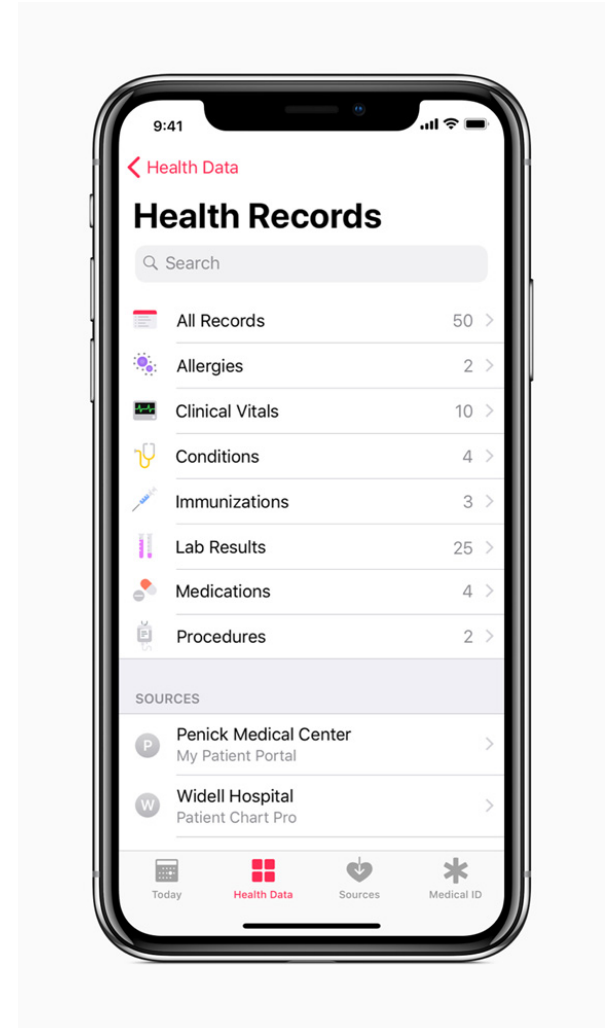 9:41
Health Data
Health Records
Search
All Records 50
Allergies 2
Clinical Vitals 10
Conditions 4
Immunizations 3
Lab Results 25
Medications 4
Procedures 2
SOURCES
P Penick Medical Center
My Patient Portal
W Widell Hospital
Patient Chart Pro
Today Health Data Sources Medical ID